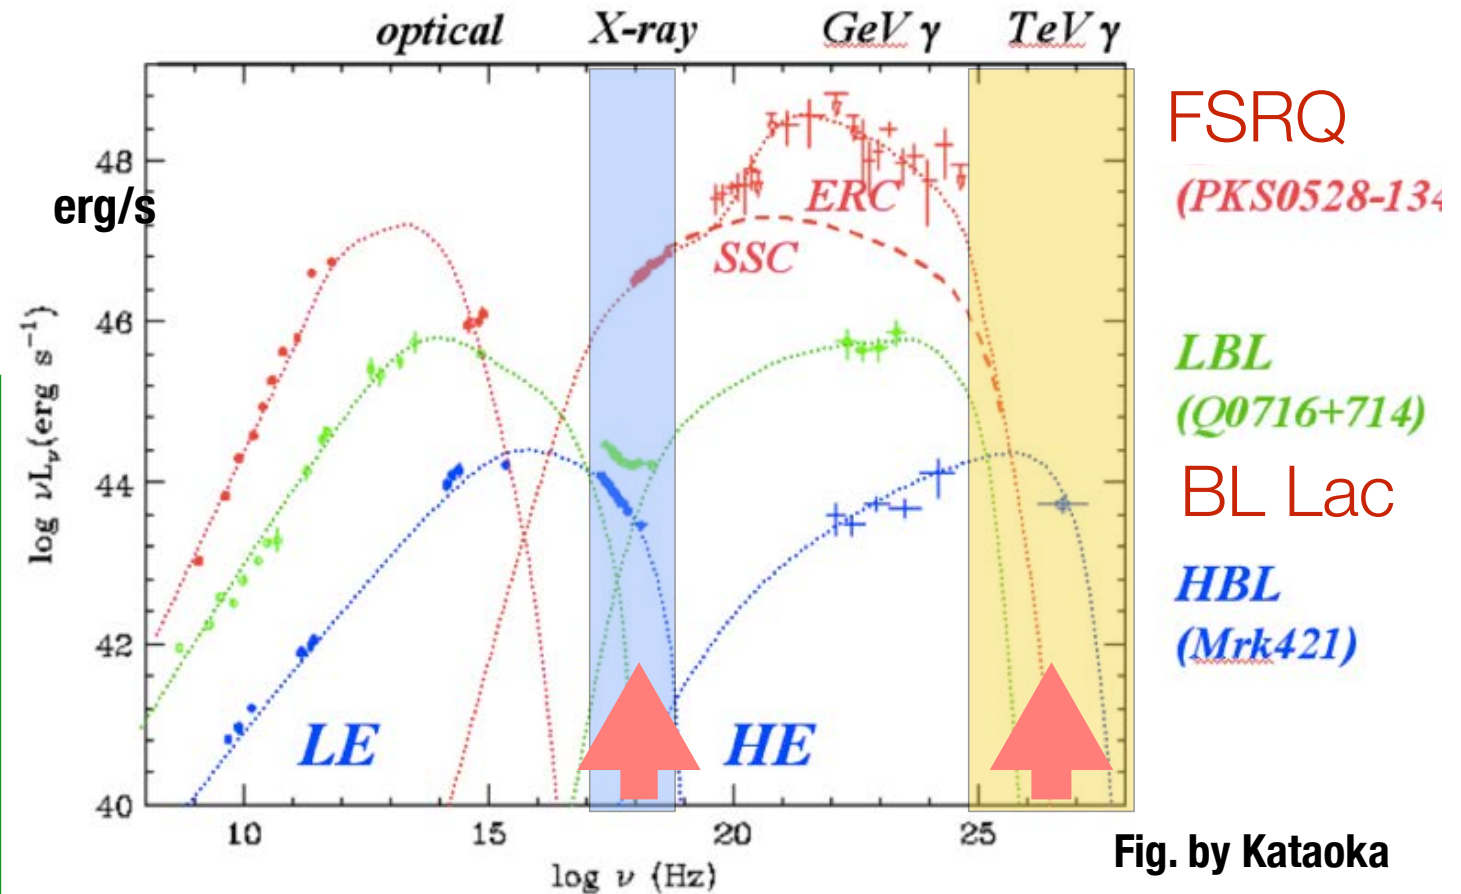 optical X-ray GeV γ TeV γ
FSRQ
(PKS0528-134
48
erg/s
ERC
SSC
46
LBL
(Q0716+714)
log νLν(erg s⁻¹)
44
BL Lac
HBL
(Mrk421)
42
LE HE
40
10 15 20 25
log ν (Hz)
Fig. by Kataoka